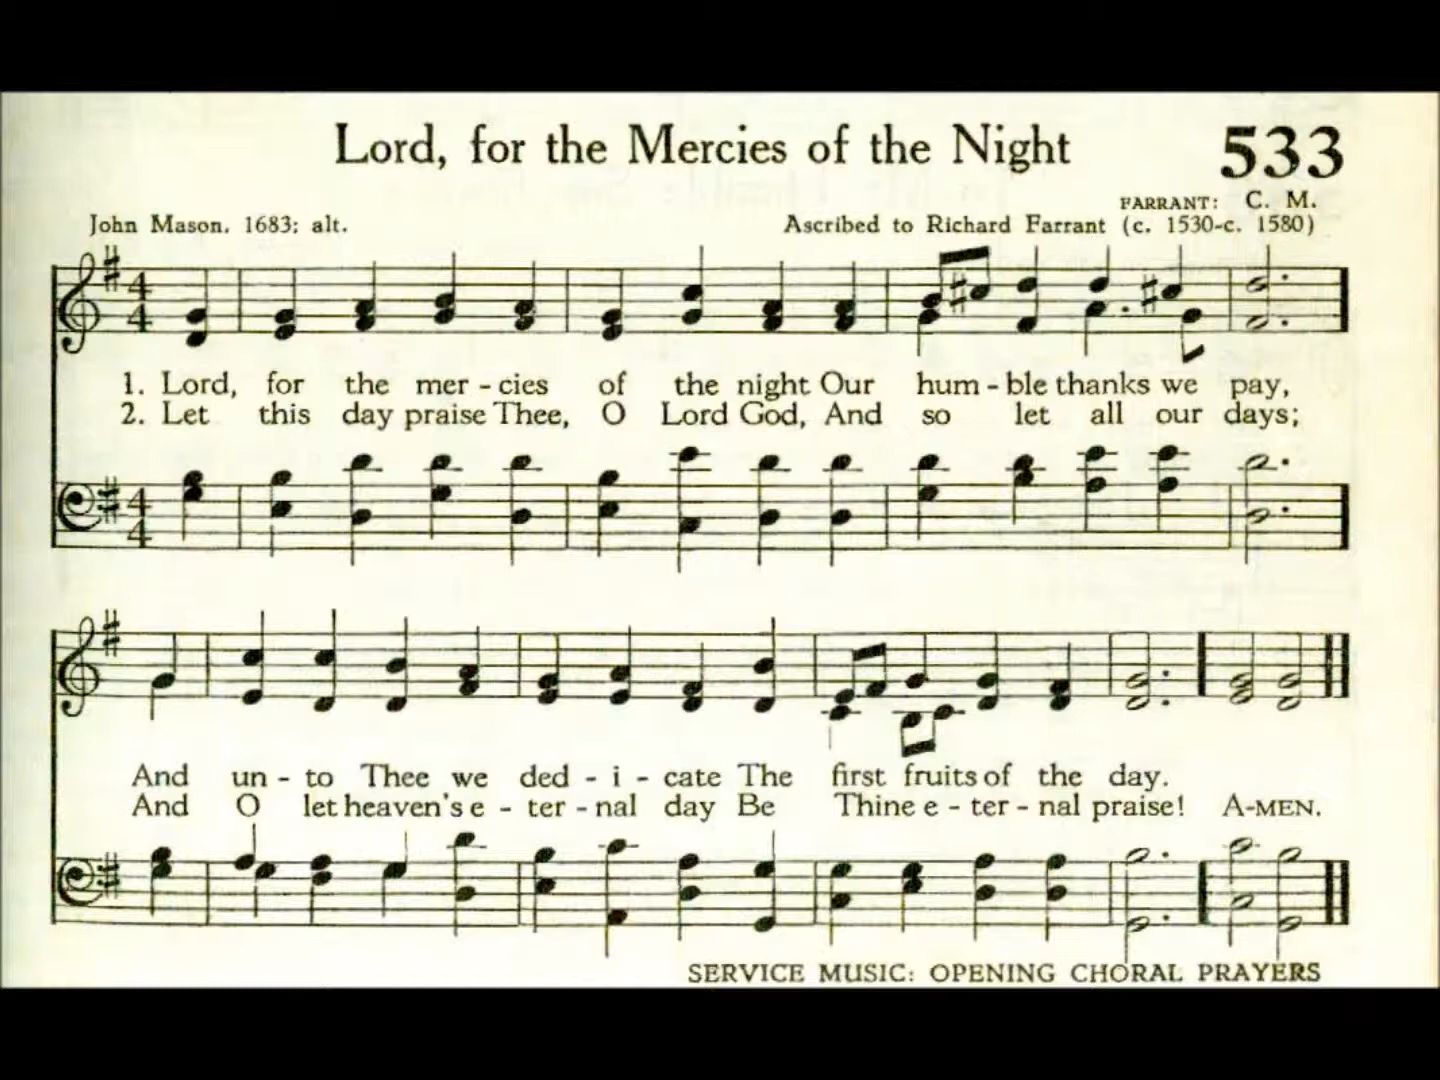 Lord, for the Mercies of the Night 533
FARRANT: C. M.
John Mason, 1683; alt. Ascribed to Richard Farrant (c. 1530-c. 1580)
4
4
1. Lord, for the mer - cies of the night Our hum - ble thanks we pay,
2. Let this day praise Thee, O Lord God, And so let all our days;
4
4
And un - to Thee we ded - i - cate The first fruits of the day.
And O let heaven's e - ter - nal day Be Thine e - ter - nal praise! A-MEN.
SERVICE MUSIC: OPENING CHORAL PRAYERS